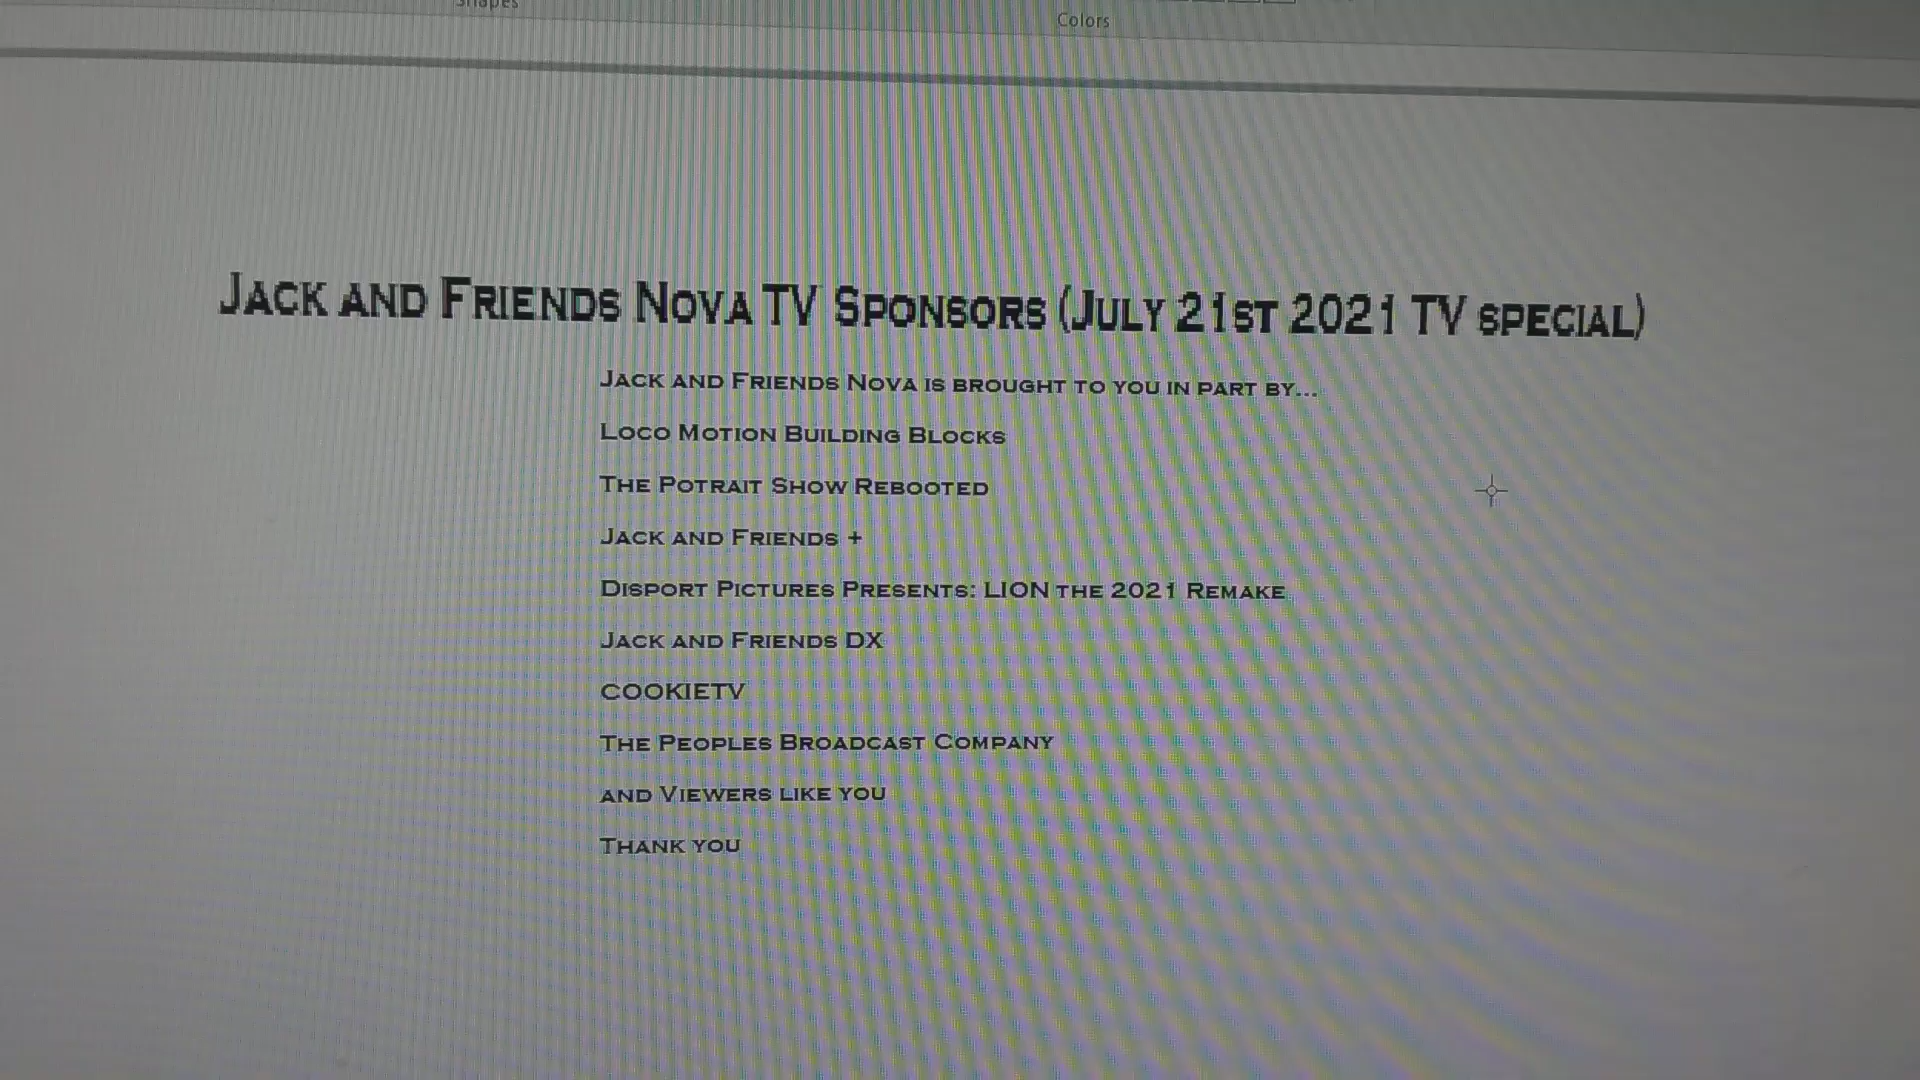 Shapes
Colors
Jack and Friends Nova TV Sponsors (July 21st 2021 TV special)
Jack and Friends Nova is brought to you in part by...
Loco Motion Building Blocks
The Potrait Show Rebooted
Jack and Friends +
Disport Pictures Presents: LION the 2021 Remake
Jack and Friends DX
COOKIETV
The Peoples Broadcast Company
and Viewers like you
Thank you